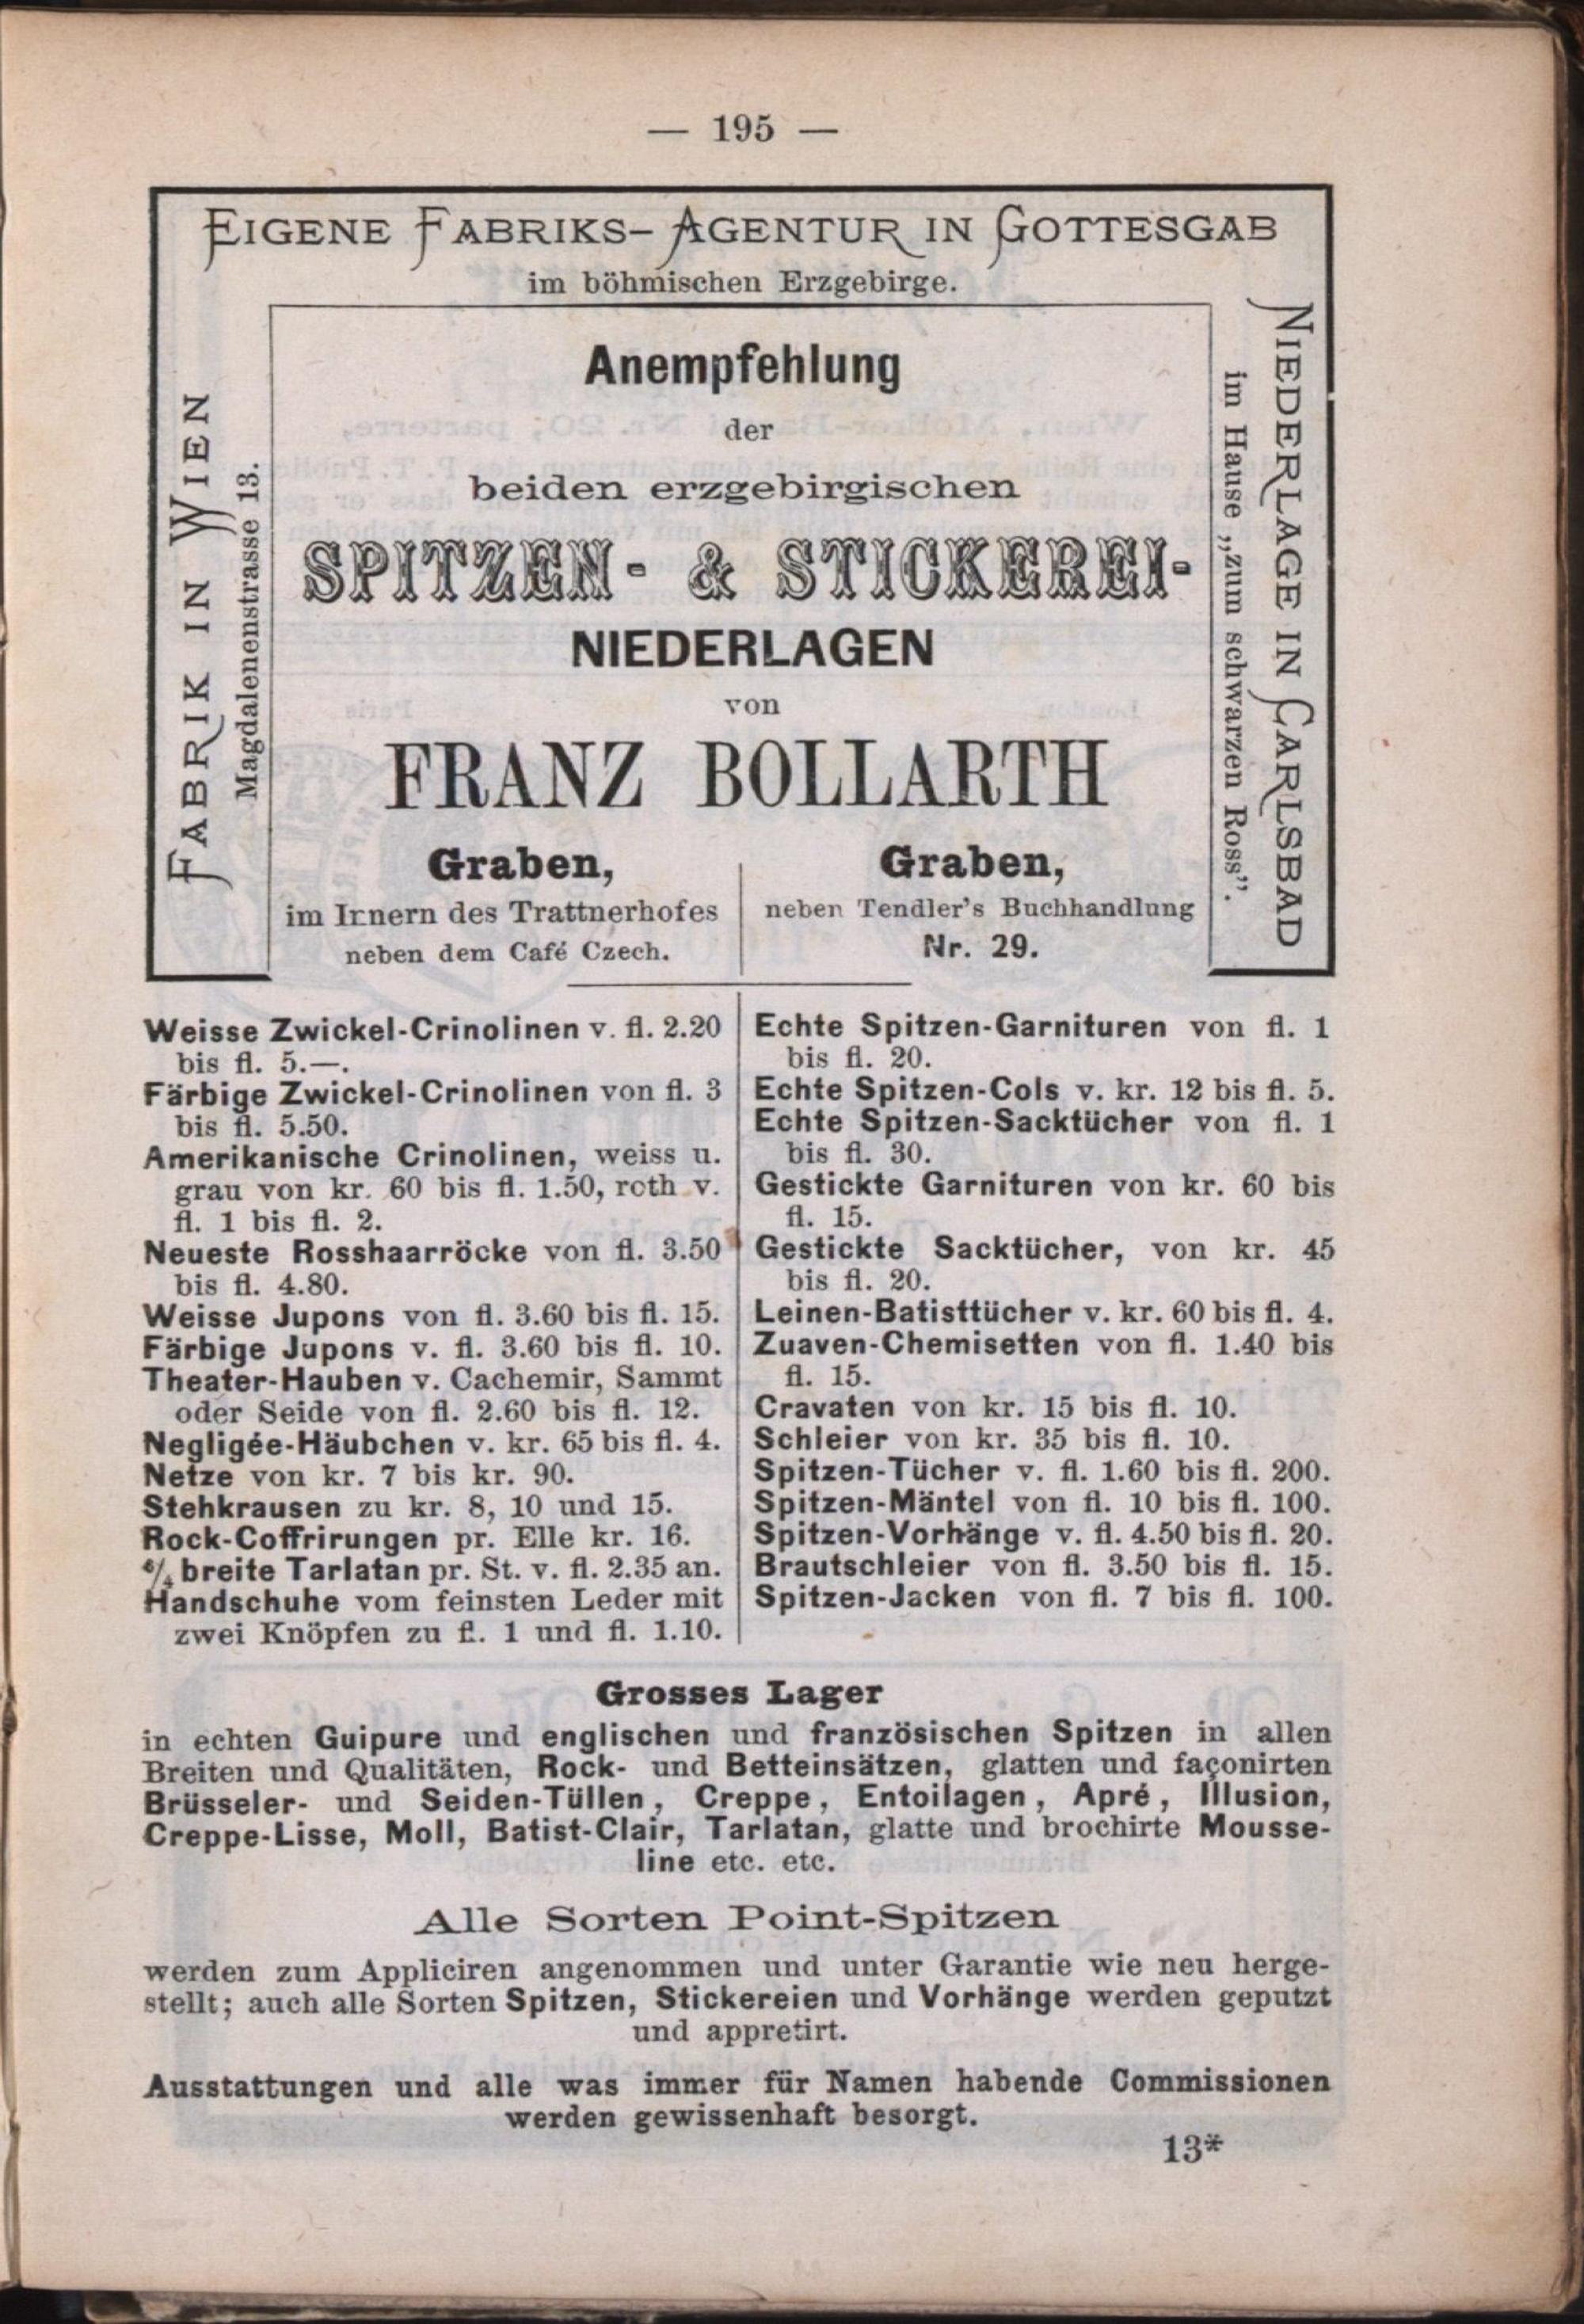 — 195 —
EIGENE FABRIKS-AGENTUR IN GOTTESGAB
im böhmischen Erzgebirge.
FABRIK IN WIEN
Magdalenenstrasse 13.
NIEDERLAGE IN CARLSBAD
im Hause „zum schwarzen Ross”.
Anempfehlung
der
beiden erzgebirgischen
SPITZEN- & STICKEREI-
NIEDERLAGEN
von
FRANZ BOLLARTH
Graben,
im Innern des Trattnerhofes
neben dem Café Czech.
Graben,
neben Tendler's Buchhandlung
Nr. 29.
Weisse Zwickel-Crinolinen v. fl. 2.20
bis fl. 5.—.
Färbige Zwickel-Crinolinen von fl. 3
bis fl. 5.50.
Amerikanische Crinolinen, weiss u.
grau von kr. 60 bis fl. 1.50, roth v.
fl. 1 bis fl. 2.
Neueste Rosshaarröcke von fl. 3.50
bis fl. 4.80.
Weisse Jupons von fl. 3.60 bis fl. 15.
Färbige Jupons v. fl. 3.60 bis fl. 10.
Theater-Hauben v. Cachemir, Sammt
oder Seide von fl. 2.60 bis fl. 12.
Negligée-Häubchen v. kr. 65 bis fl. 4.
Netze von kr. 7 bis kr. 90.
Stehkrausen zu kr. 8, 10 und 15.
Rock-Coffrirungen pr. Elle kr. 16.
6/4 breite Tarlatan pr. St. v. fl. 2.35 an.
Handschuhe vom feinsten Leder mit
zwei Knöpfen zu fl. 1 und fl. 1.10.
Echte Spitzen-Garnituren von fl. 1
bis fl. 20.
Echte Spitzen-Cols v. kr. 12 bis fl. 5.
Echte Spitzen-Sacktücher von fl. 1
bis fl. 30.
Gestickte Garnituren von kr. 60 bis
fl. 15.
Gestickte Sacktücher, von kr. 45
bis fl. 20.
Leinen-Batisttücher v. kr. 60 bis fl. 4.
Zuaven-Chemisetten von fl. 1.40 bis
fl. 15.
Cravaten von kr. 15 bis fl. 10.
Schleier von kr. 35 bis fl. 10.
Spitzen-Tücher v. fl. 1.60 bis fl. 200.
Spitzen-Mäntel von fl. 10 bis fl. 100.
Spitzen-Vorhänge v. fl. 4.50 bis fl. 20.
Brautschleier von fl. 3.50 bis fl. 15.
Spitzen-Jacken von fl. 7 bis fl. 100.
Grosses Lager
in echten Guipure und englischen und französischen Spitzen in allen
Breiten und Qualitäten, Rock- und Betteinsätzen, glatten und façonirten
Brüsseler- und Seiden-Tüllen, Creppe, Entoilagen, Apré, Illusion,
Creppe-Lisse, Moll, Batist-Clair, Tarlatan, glatte und brochirte Mousse-
line etc. etc.
Alle Sorten Point-Spitzen
werden zum Appliciren angenommen und unter Garantie wie neu herge-
stellt; auch alle Sorten Spitzen, Stickereien und Vorhänge werden geputzt
und appretirt.
Ausstattungen und alle was immer für Namen habende Commissionen
werden gewissenhaft besorgt.
13*